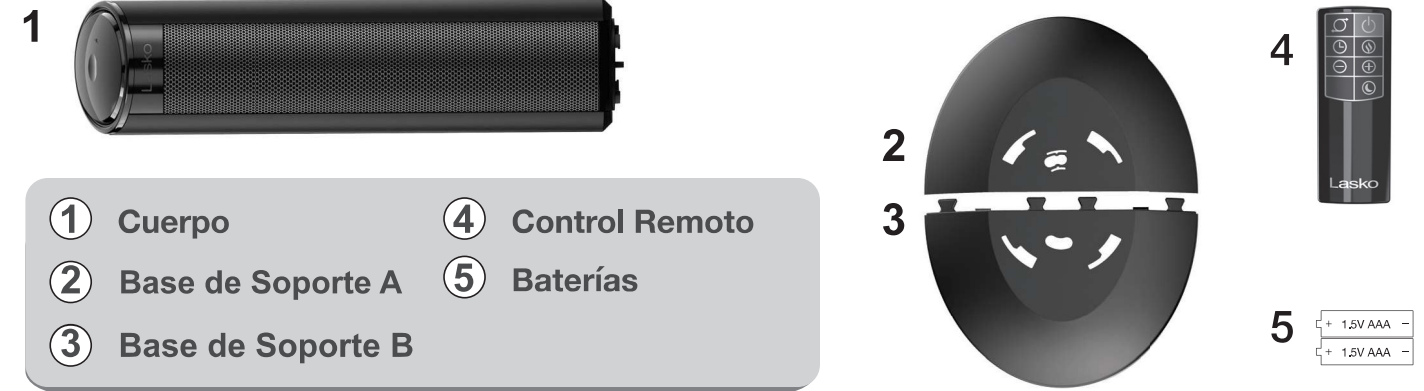 1
Lasko
2
3
4
Lasko
5
+ 1.5V AAA −
+ 1.5V AAA −
1 Cuerpo
2 Base de Soporte A
3 Base de Soporte B
4 Control Remoto
5 Baterías